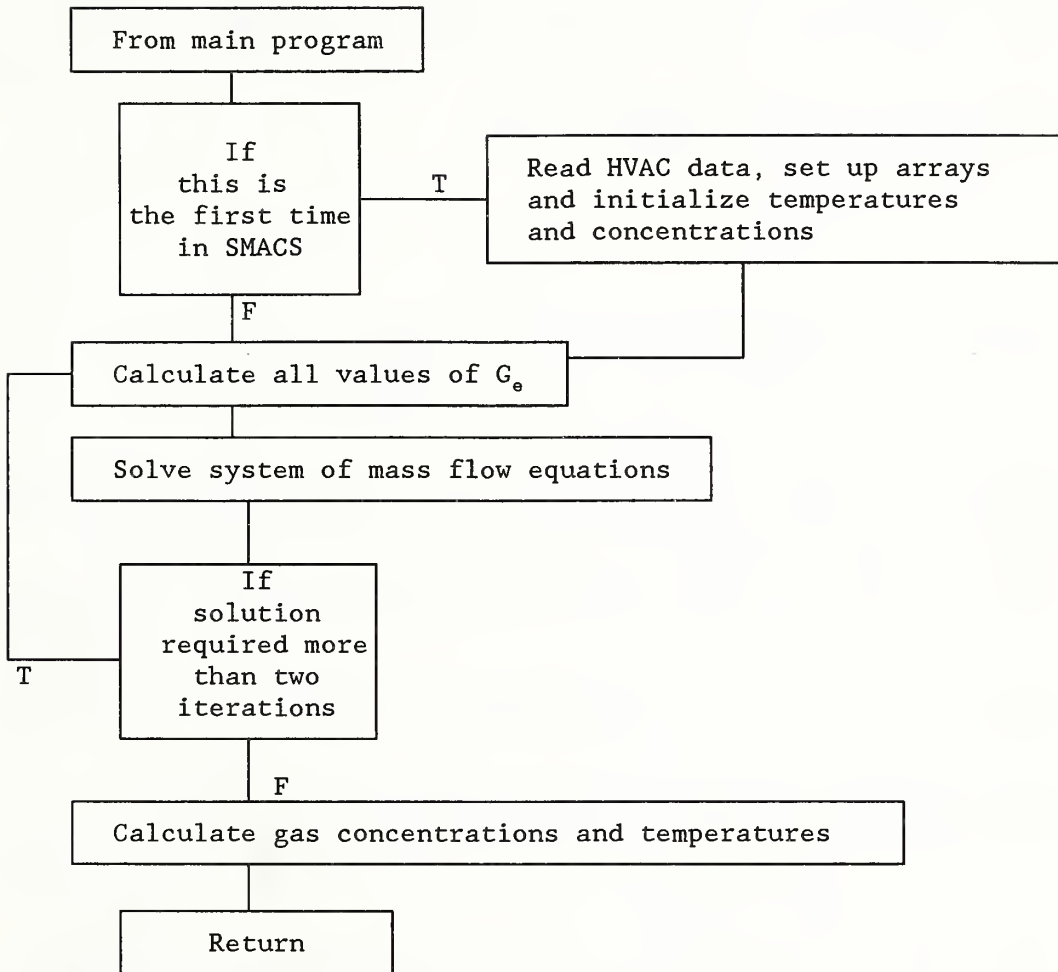 From main program
If
this is
the first time
in SMACS
T
Read HVAC data, set up arrays
and initialize temperatures
and concentrations
F
Calculate all values of Gₑ
Solve system of mass flow equations
If
solution
required more
than two
iterations
T
F
Calculate gas concentrations and temperatures
Return